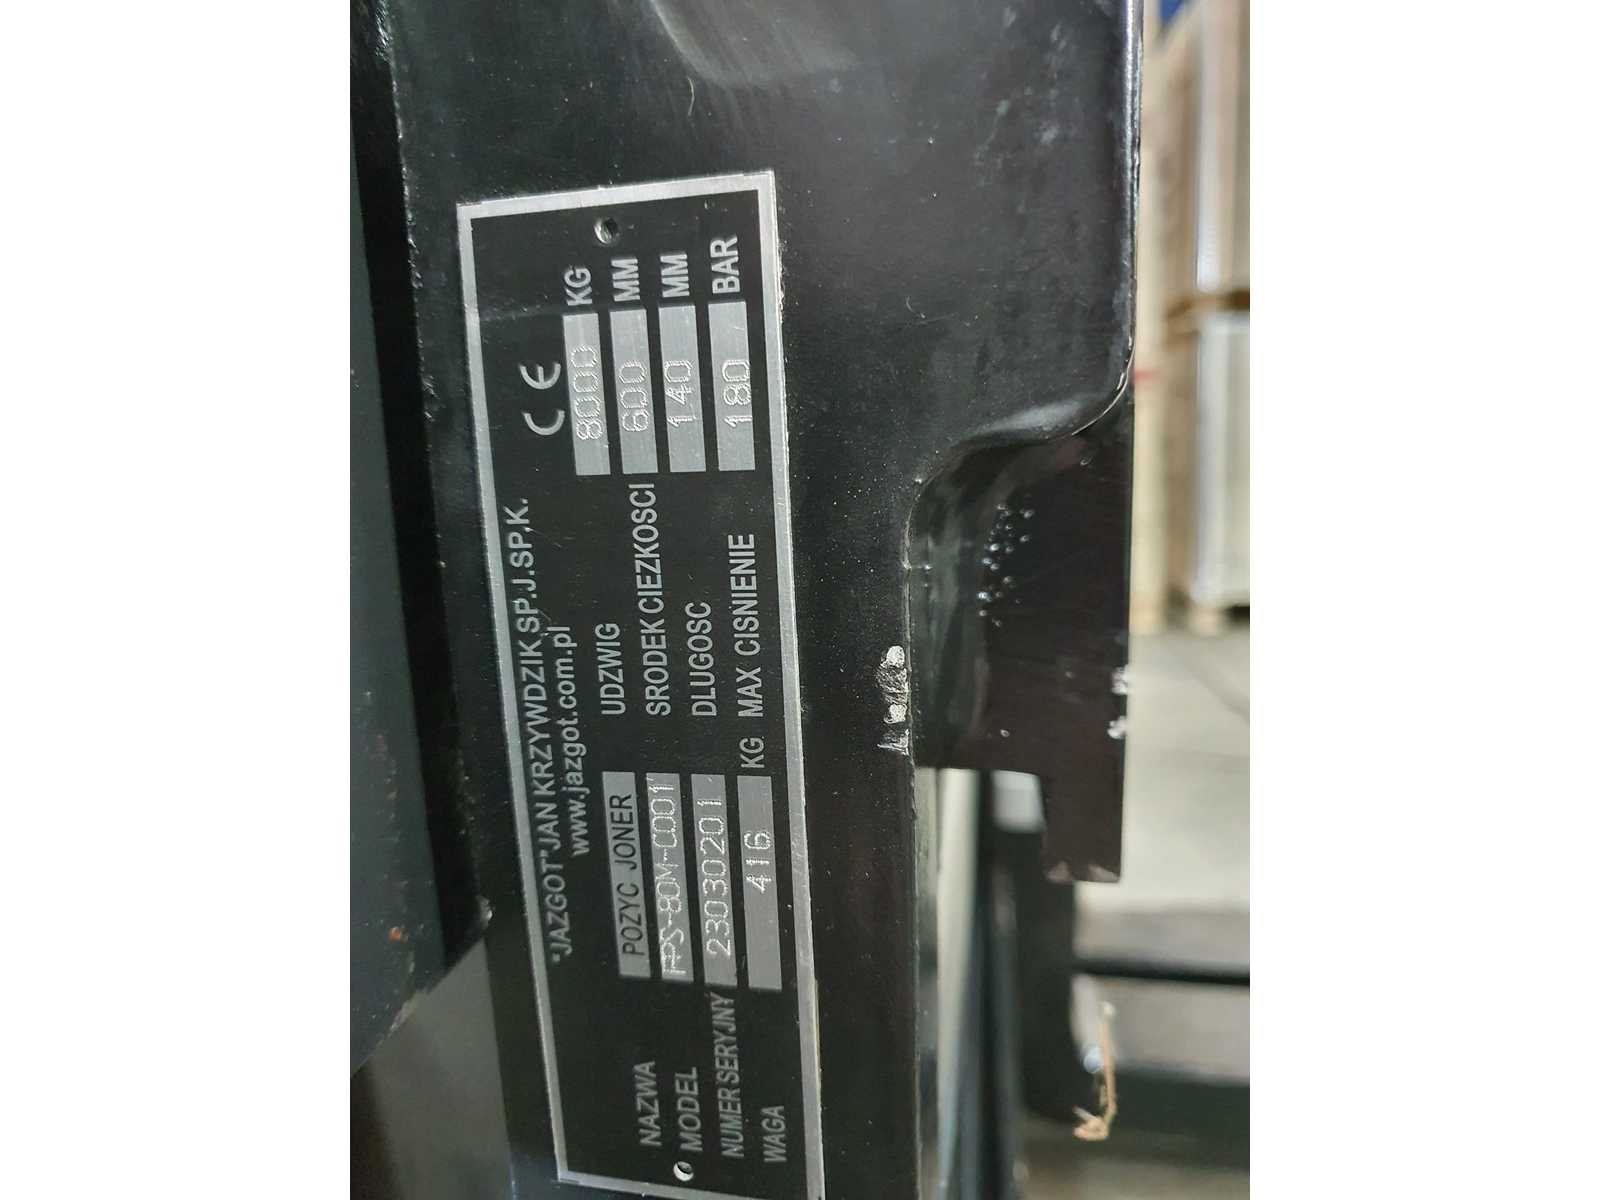 "JAZGOT"JAN KRZYWDZIK SP.J.SP.K.
www.jazgot.com.pl
CE
NAZWA POZYC JONER UDZWIG 8000 KG
MODEL FPS-80M-C001 SRODEK CIEZKOSCI 600 MM
NUMER SERYJNY 23030201 DLUGOSC 140 MM
WAGA 416 KG MAX CISNIENIE 180 BAR